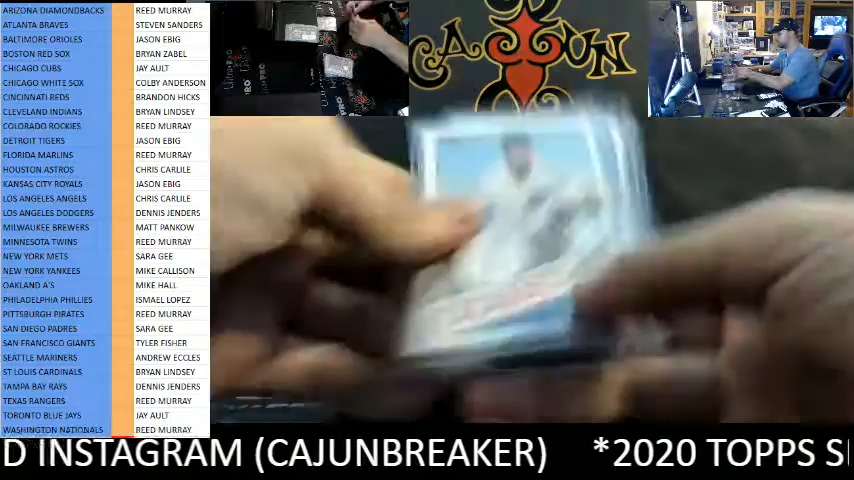 ARIZONA DIAMONDBACKS REED MURRAY
ATLANTA BRAVES STEVEN SANDERS
BALTIMORE ORIOLES JASON EBIG
BOSTON RED SOX BRYAN ZABEL
CHICAGO CUBS JAY AULT
CHICAGO WHITE SOX COLBY ANDERSON
CINCINNATI REDS BRANDON HICKS
CLEVELAND INDIANS BRYAN LINDSEY
COLORADO ROCKIES REED MURRAY
DETROIT TIGERS JASON EBIG
FLORIDA MARLINS REED MURRAY
HOUSTON ASTROS CHRIS CARLILE
KANSAS CITY ROYALS JASON EBIG
LOS ANGELES ANGELS CHRIS CARLILE
LOS ANGELES DODGERS DENNIS JENDERS
MILWAUKEE BREWERS MATT PANKOW
MINNESOTA TWINS REED MURRAY
NEW YORK METS SARA GEE
NEW YORK YANKEES MIKE CALLISON
OAKLAND A'S MIKE HALL
PHILADELPHIA PHILLIES ISMAEL LOPEZ
PITTSBURGH PIRATES REED MURRAY
SAN DIEGO PADRES SARA GEE
SAN FRANCISCO GIANTS TYLER FISHER
SEATTLE MARINERS ANDREW ECCLES
ST LOUIS CARDINALS BRYAN LINDSEY
TAMPA BAY RAYS DENNIS JENDERS
TEXAS RANGERS REED MURRAY
TORONTO BLUE JAYS JAY AULT
WASHINGTON NATIONALS REED MURRAY
CAJUN
D INSTAGRAM (CAJUNBREAKER) *2020 TOPPS S